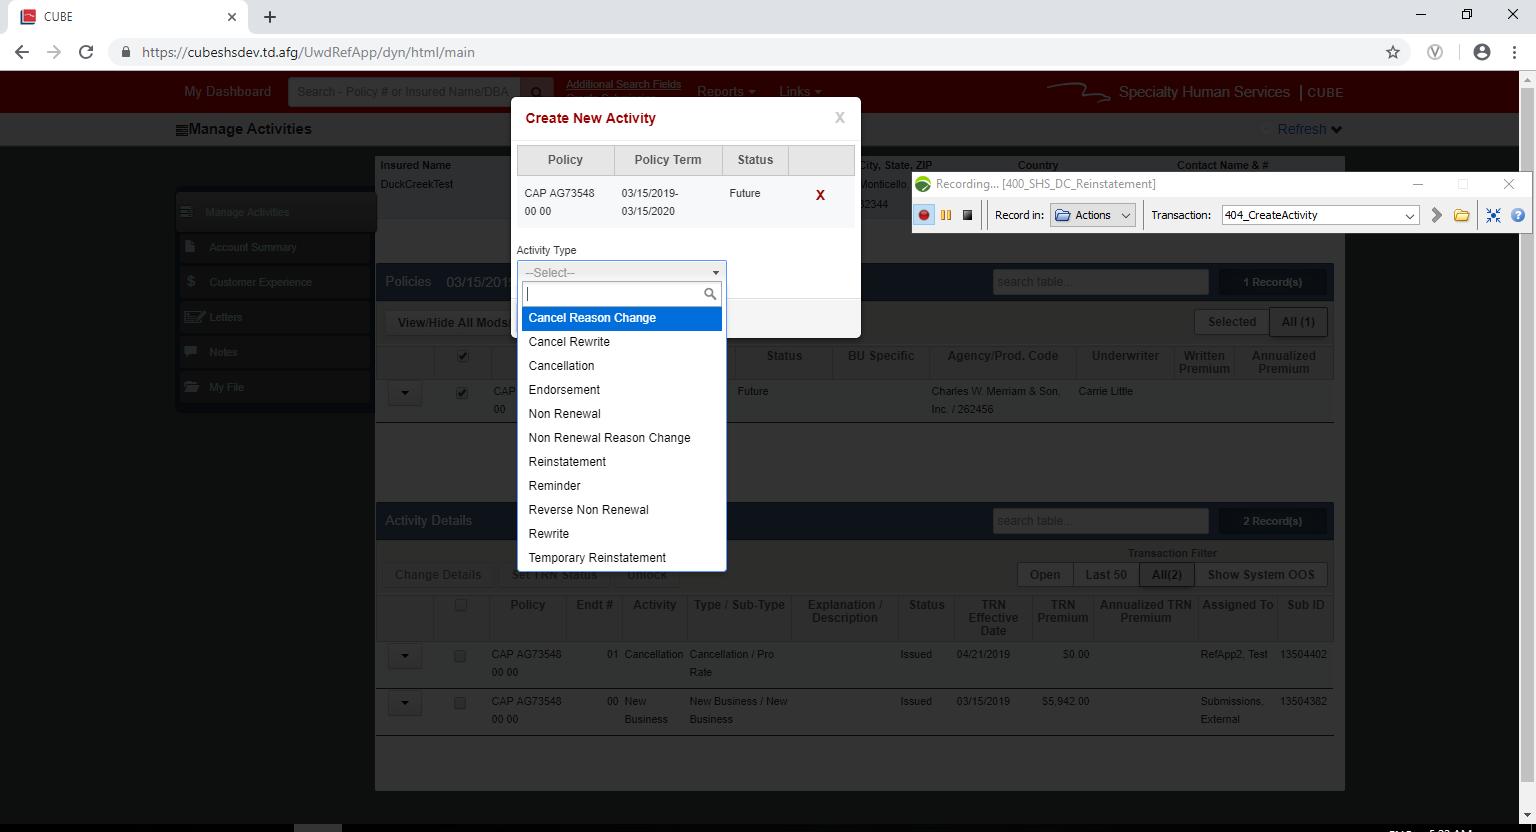 CUBE
https://cubeshsdev.td.afg/UwdRefApp/dyn/html/main
My Dashboard
Search - Policy # or Insured Name/DBA
Additional Search Fields
Reports
Links
Specialty Human Services | CUBE
Manage Activities
Refresh
Create New Activity
X
Policy Policy Term Status
CAP AG73548 03/15/2019- Future X
00 00 03/15/2020
Activity Type
--Select--
Cancel Reason Change
Cancel Rewrite
Cancellation
Endorsement
Non Renewal
Non Renewal Reason Change
Reinstatement
Reminder
Reverse Non Renewal
Rewrite
Temporary Reinstatement
Insured Name
City, State, ZIP
Country
Contact Name & #
DuckCreekTest
Monticello,
32344
Recording... [400_SHS_DC_Reinstatement]
Record in: Actions
Transaction: 404_CreateActivity
Manage Activities
Account Summary
Customer Experience
Letters
Notes
My File
Policies
search table...
1 Record(s)
View/Hide All Mods
Selected
All (1)
Status BU Specific Agency/Prod. Code Underwriter Written Annualized
Premium Premium
CAP Future Charles W. Merriam & Son, Carrie Little
00 Inc. / 262456
Activity Details
search table...
2 Record(s)
Transaction Filter
Change Details
Set TRN Status
Unlock
Open
Last 50
All(2)
Show System OOS
Policy Endt # Activity Type / Sub-Type Explanation / Status TRN TRN Annualized TRN Assigned To Sub ID
Description Effective Premium Premium
Date
CAP AG73548 01 Cancellation Cancellation / Pro Issued 04/21/2019 $0.00 RefApp2, Test 13504402
00 00 Rate
CAP AG73548 00 New New Business / New Issued 03/15/2019 $5,942.00 Submissions, 13504382
00 00 Business Business External